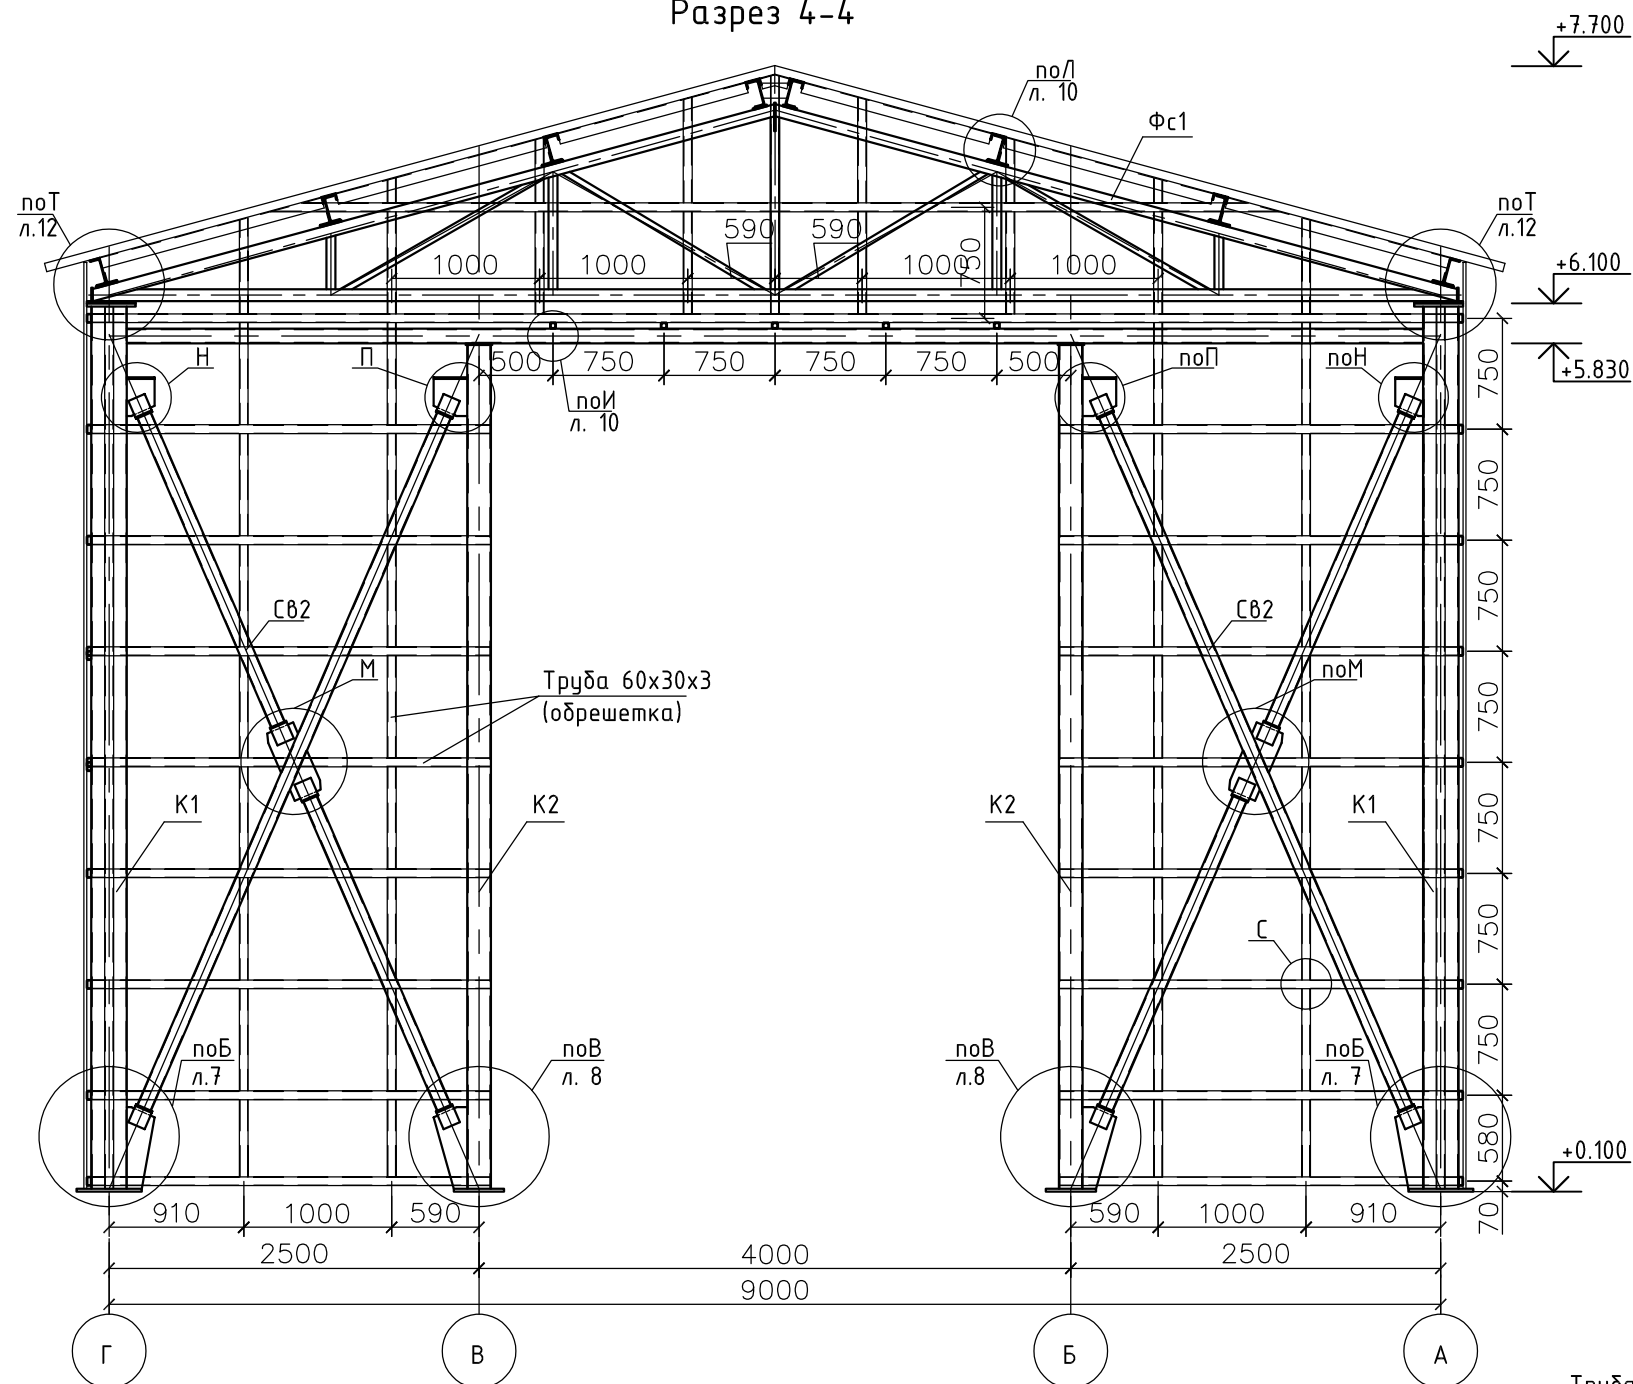 Разрез 4-4
+7.700
поЛ
л. 10
Фс1
поТ
л.12
поТ
л.12
590
590
1000
1000
1000
750
1000
+6.100
Н
П
500
750
750
750
750
500
поП
поН
+5.830
поИ
л. 10
750
750
750
750
750
750
750
580
70
Св2
Св2
М
поМ
Труба 60х30х3
(обрешетка)
К1
К2
К2
К1
С
поБ
л.7
поВ
л. 8
поВ
л.8
поБ
л. 7
+0.100
910
1000
590
590
1000
910
2500
4000
2500
9000
Г
В
Б
А
Труба